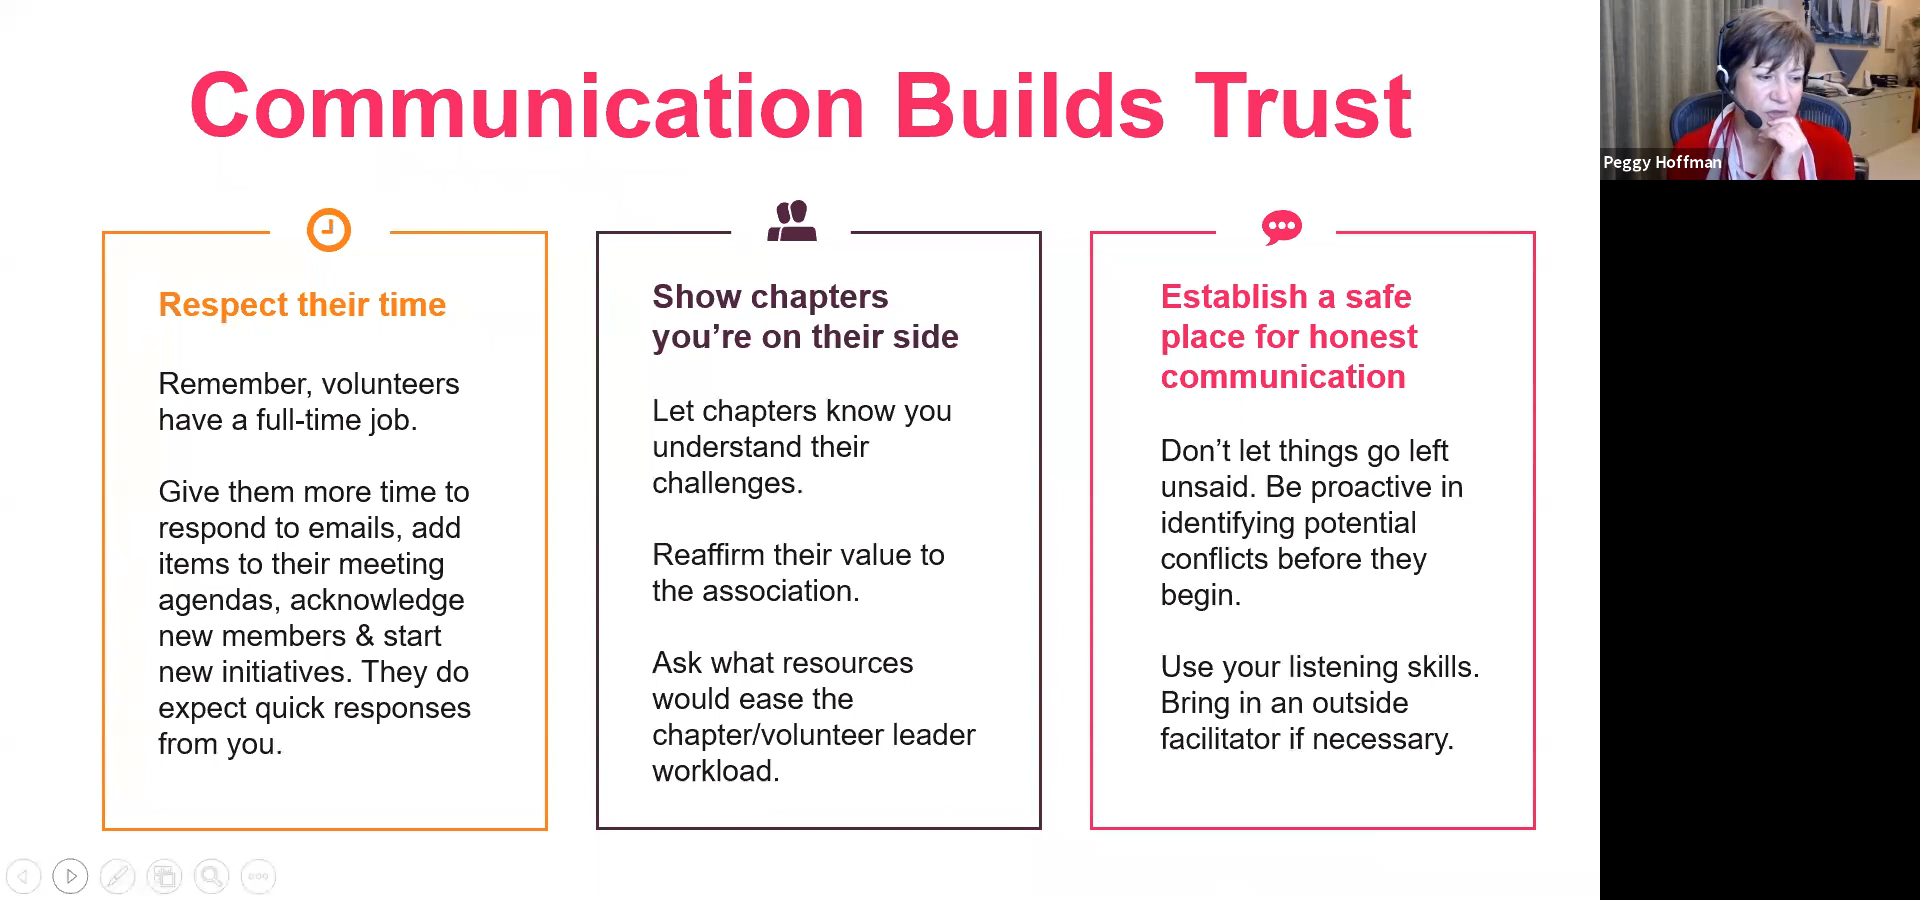 Communication Builds Trust
Peggy Hoffman
Respect their time
Remember, volunteers
have a full-time job.
Give them more time to
respond to emails, add
items to their meeting
agendas, acknowledge
new members & start
new initiatives. They do
expect quick responses
from you.
Show chapters
you’re on their side
Let chapters know you
understand their
challenges.
Reaffirm their value to
the association.
Ask what resources
would ease the
chapter/volunteer leader
workload.
Establish a safe
place for honest
communication
Don’t let things go left
unsaid. Be proactive in
identifying potential
conflicts before they
begin.
Use your listening skills.
Bring in an outside
facilitator if necessary.